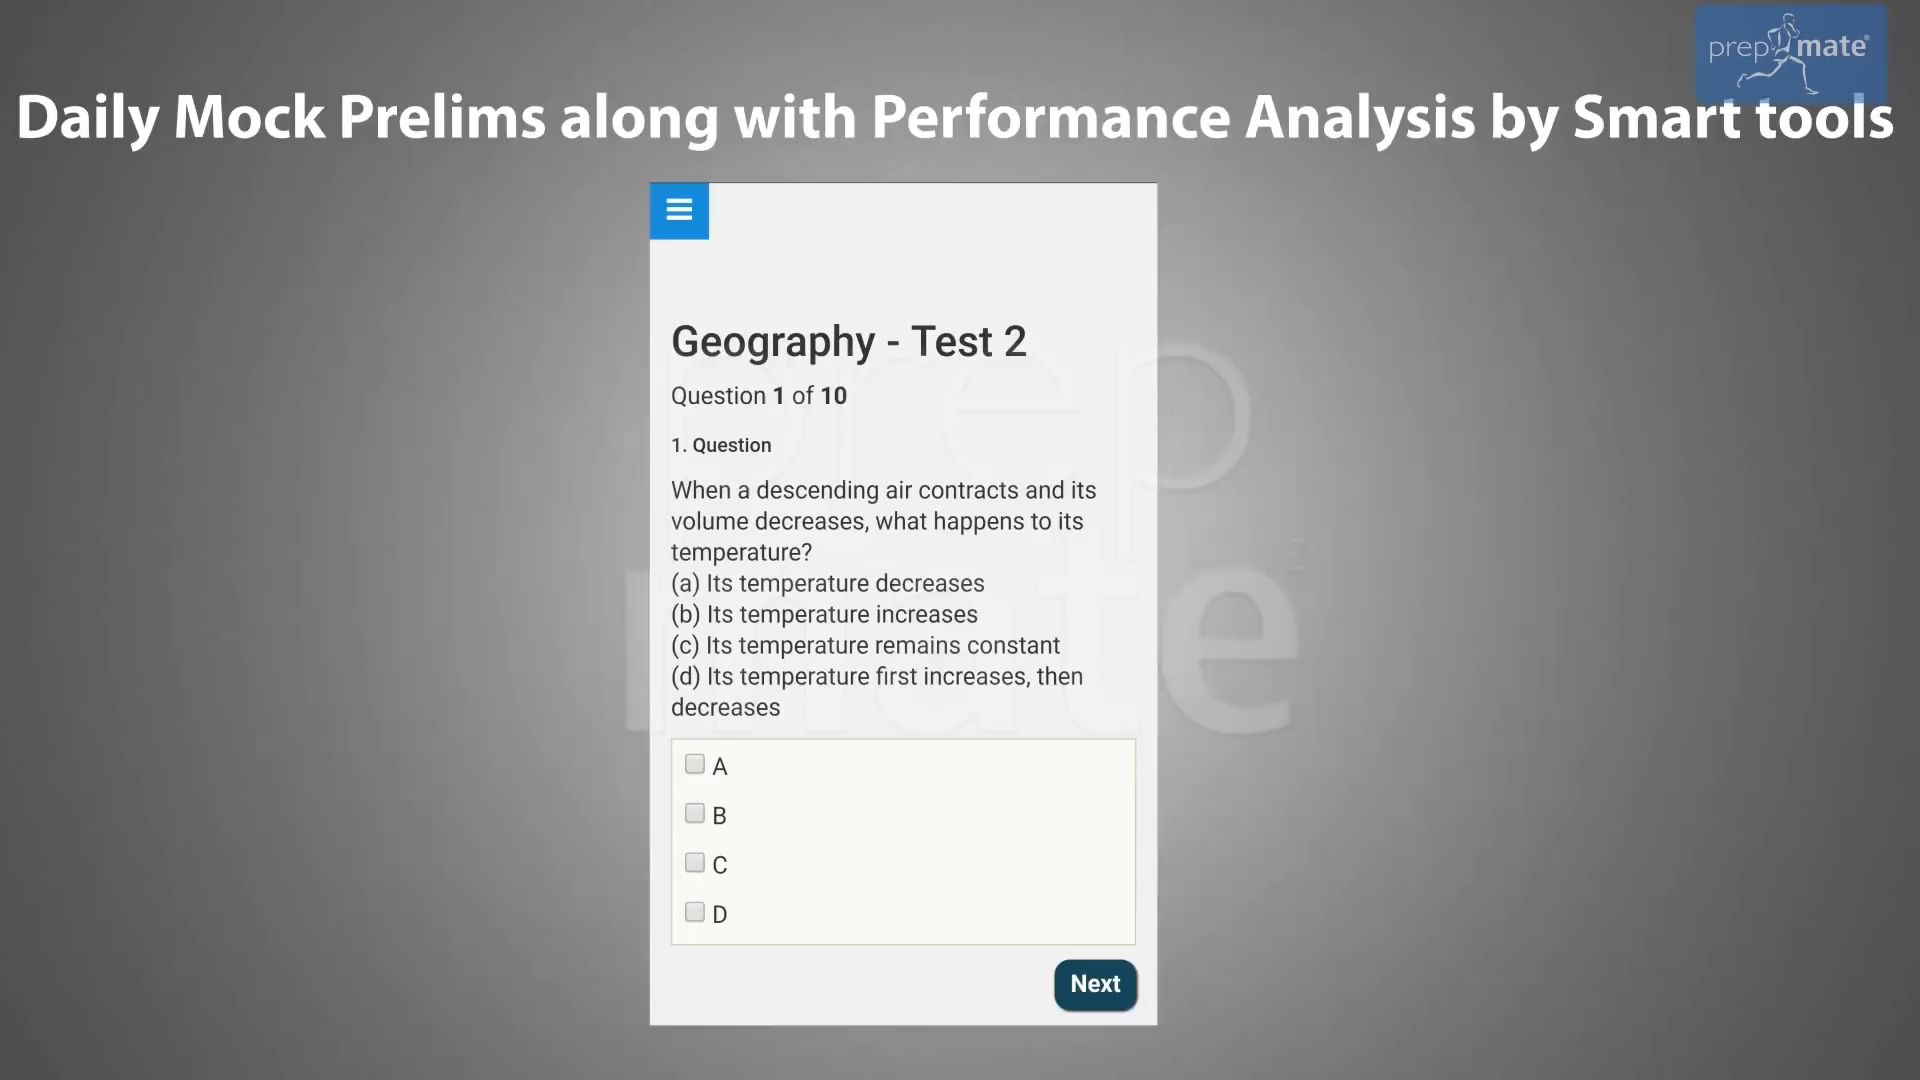 prep mate®
Daily Mock Prelims along with Performance Analysis by Smart tools
Geography - Test 2
Question 1 of 10
1. Question
When a descending air contracts and its
volume decreases, what happens to its
temperature?
(a) Its temperature decreases
(b) Its temperature increases
(c) Its temperature remains constant
(d) Its temperature first increases, then
decreases
A
B
C
D
Next
prep
mate